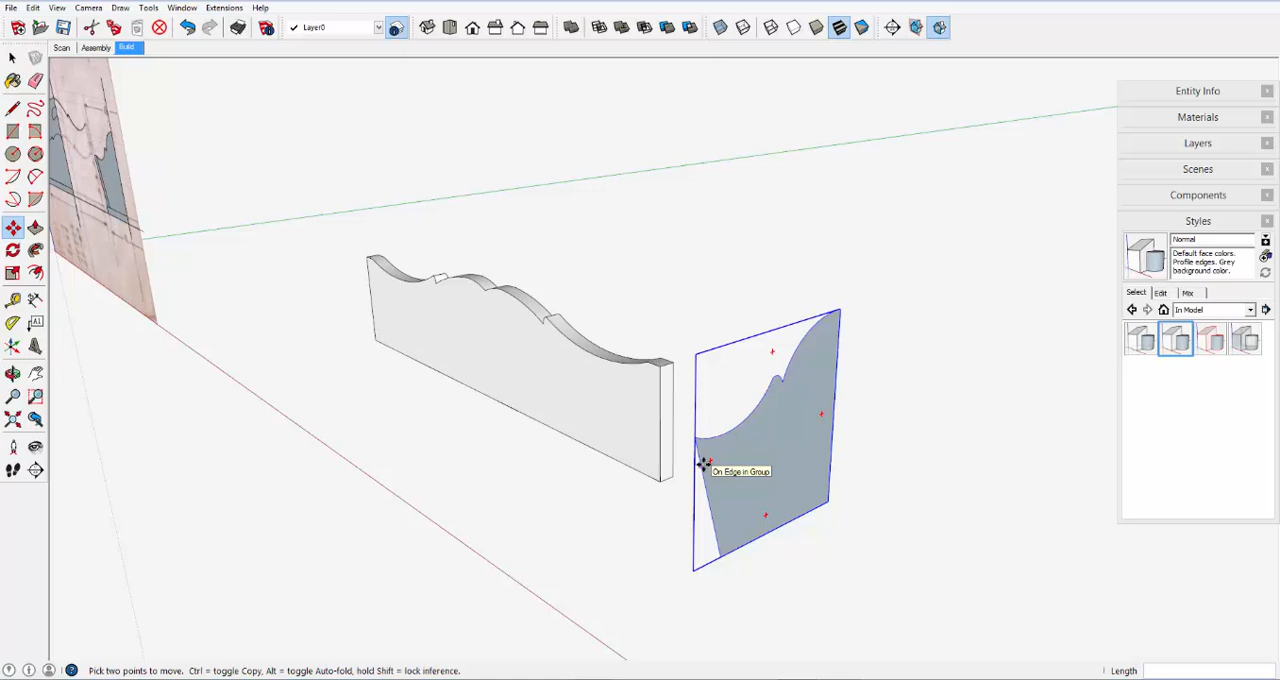 File Edit View Camera Draw Tools Window Extensions Help
Layer0
Scan Assembly Build
Entity Info
Materials
Layers
Scenes
Components
Styles
Normal
Default face colors.
Profile edges. Grey
background color.
Select Edit Mix
In Model
On Edge in Group
Pick two points to move. Ctrl = toggle Copy, Alt = toggle Auto-fold, hold Shift = lock inference.
Length